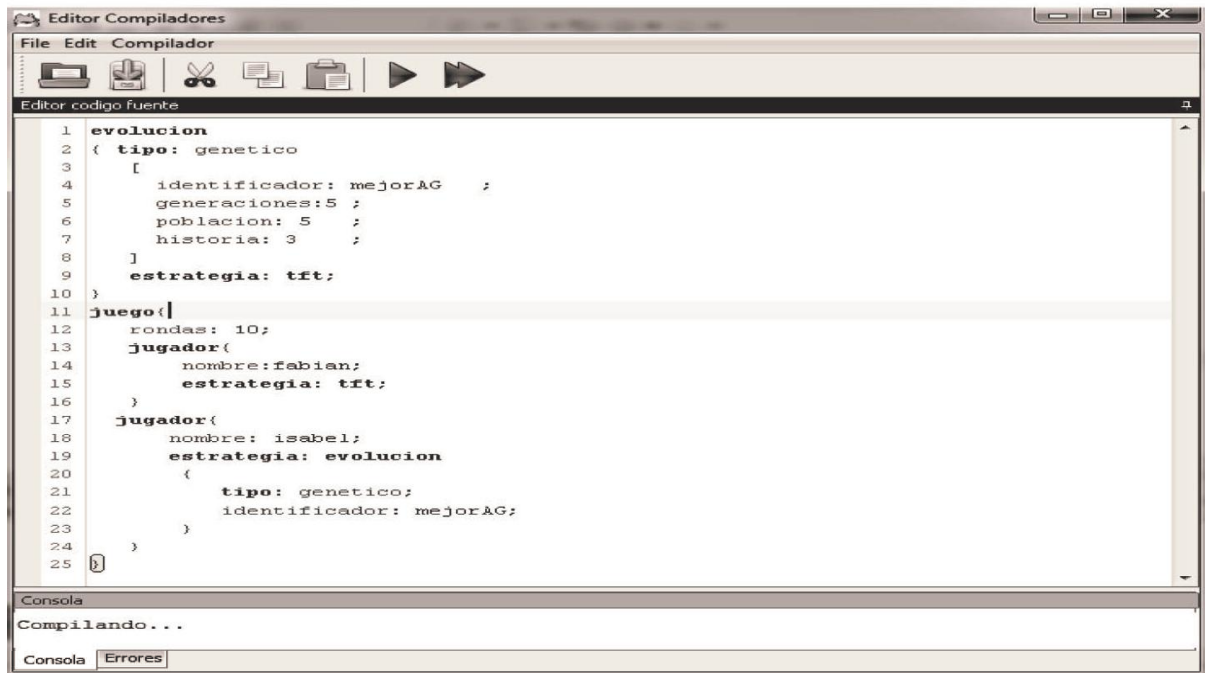 Editor Compiladores
File Edit Compilador
Editor codigo fuente
1 evolucion
2 { tipo: genetico
3 [
4 identificador: mejorAG ;
5 generaciones:5 ;
6 poblacion: 5 ;
7 historia: 3 ;
8 ]
9 estrategia: tft;
10 }
11 juego{
12 rondas: 10;
13 jugador{
14 nombre:fabian;
15 estrategia: tft;
16 }
17 jugador{
18 nombre: isabel;
19 estrategia: evolucion
20 {
21 tipo: genetico;
22 identificador: mejorAG;
23 }
24 }
25 }
Consola
Compilando...
Consola Errores